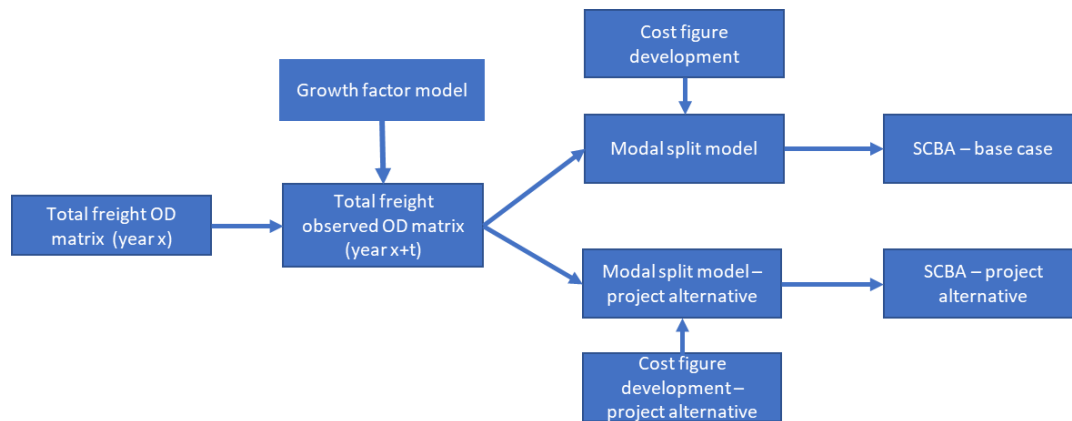 Cost figure
development
Growth factor model
Modal split model
SCBA – base case
Total freight OD
matrix (year x)
Total freight
observed OD matrix
(year x+t)
Modal split model –
project alternative
SCBA – project
alternative
Cost figure
development –
project alternative